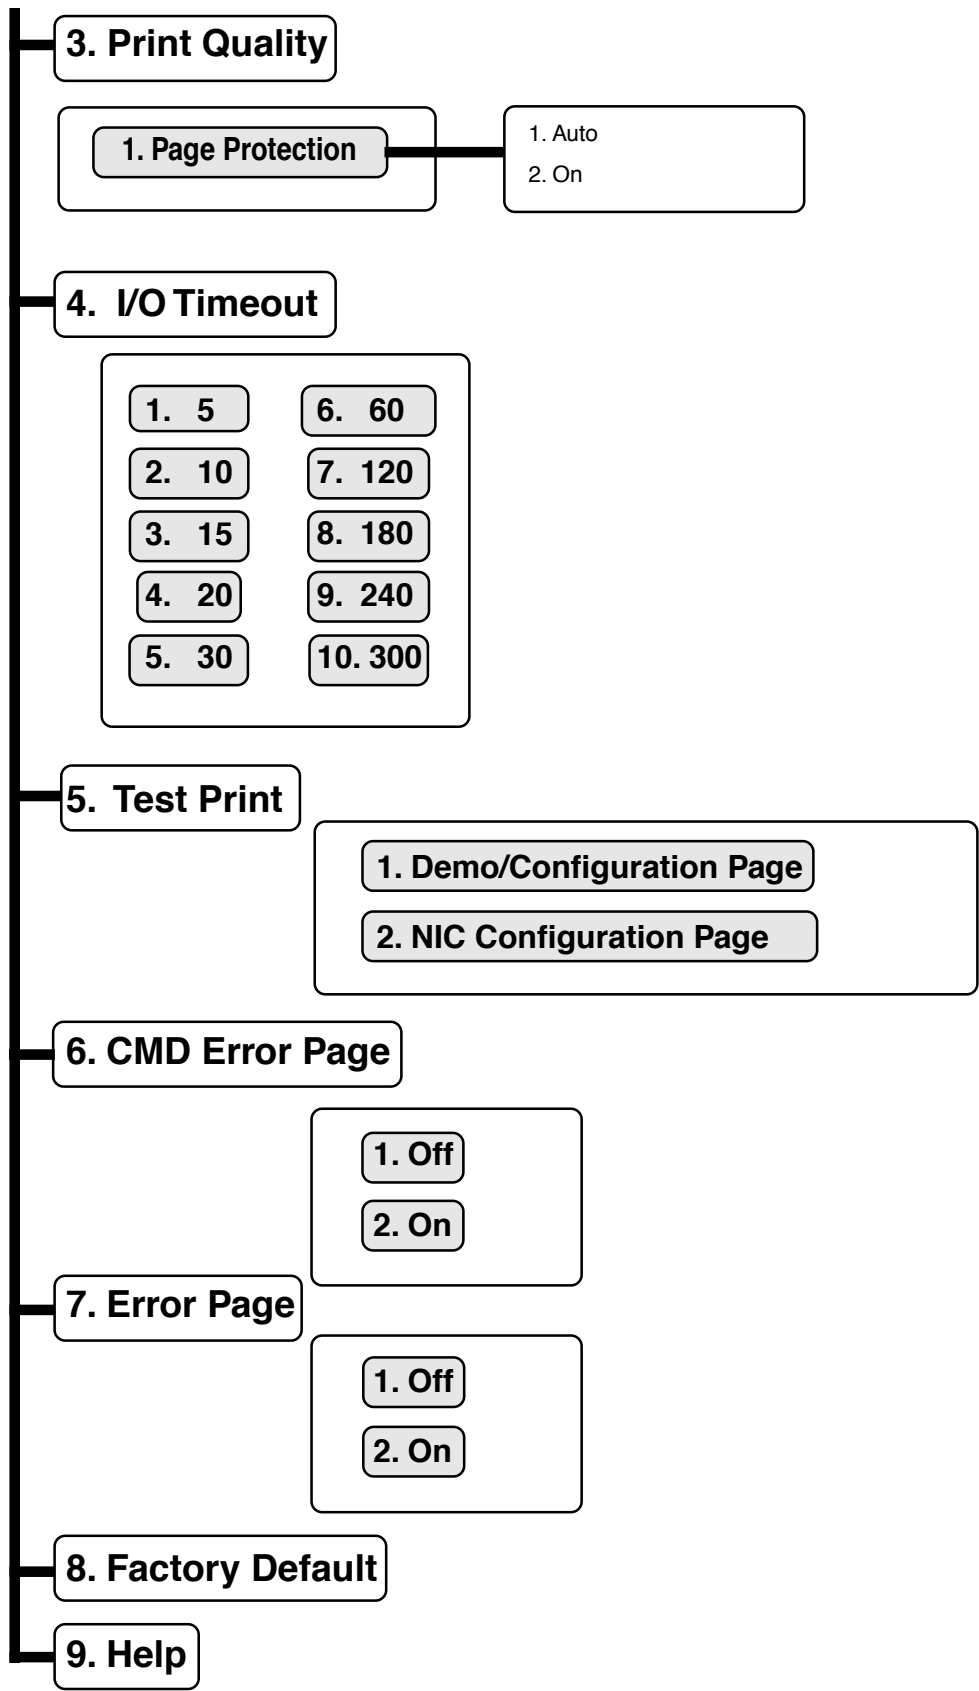 3. Print Quality
1. Page Protection
1. Auto
2. On
4. I/O Timeout
1. 5
6. 60
2. 10
7. 120
3. 15
8. 180
4. 20
9. 240
5. 30
10. 300
5. Test Print
1. Demo/Configuration Page
2. NIC Configuration Page
6. CMD Error Page
1. Off
2. On
7. Error Page
1. Off
2. On
8. Factory Default
9. Help